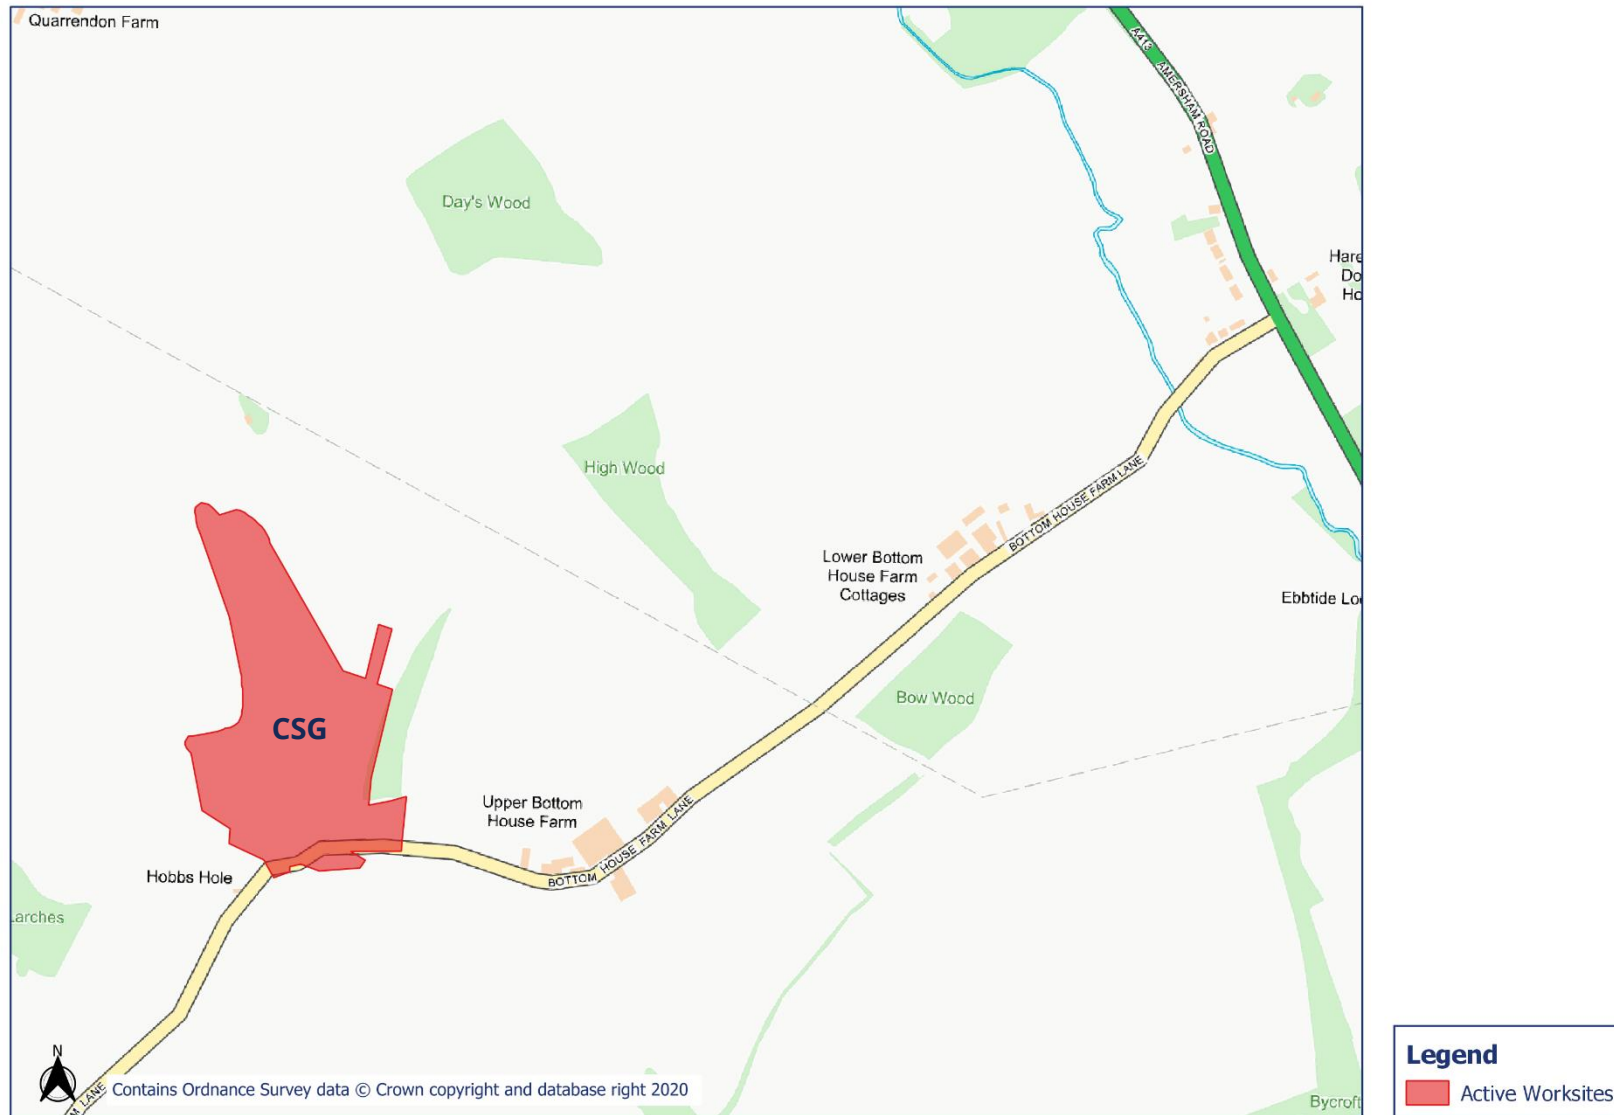 Quarrendon Farm
A413
AMERSHAM ROAD
Day's Wood
Hare
Do
Ho
High Wood
BOTTOM HOUSE FARM LANE
Lower Bottom
House Farm
Cottages
Ebbtide Lo
Bow Wood
CSG
Upper Bottom
House Farm
BOTTOM HOUSE FARM LANE
Hobbs Hole
arches
N
M LANE
Contains Ordnance Survey data © Crown copyright and database right 2020
Bycroft
Legend
Active Worksites